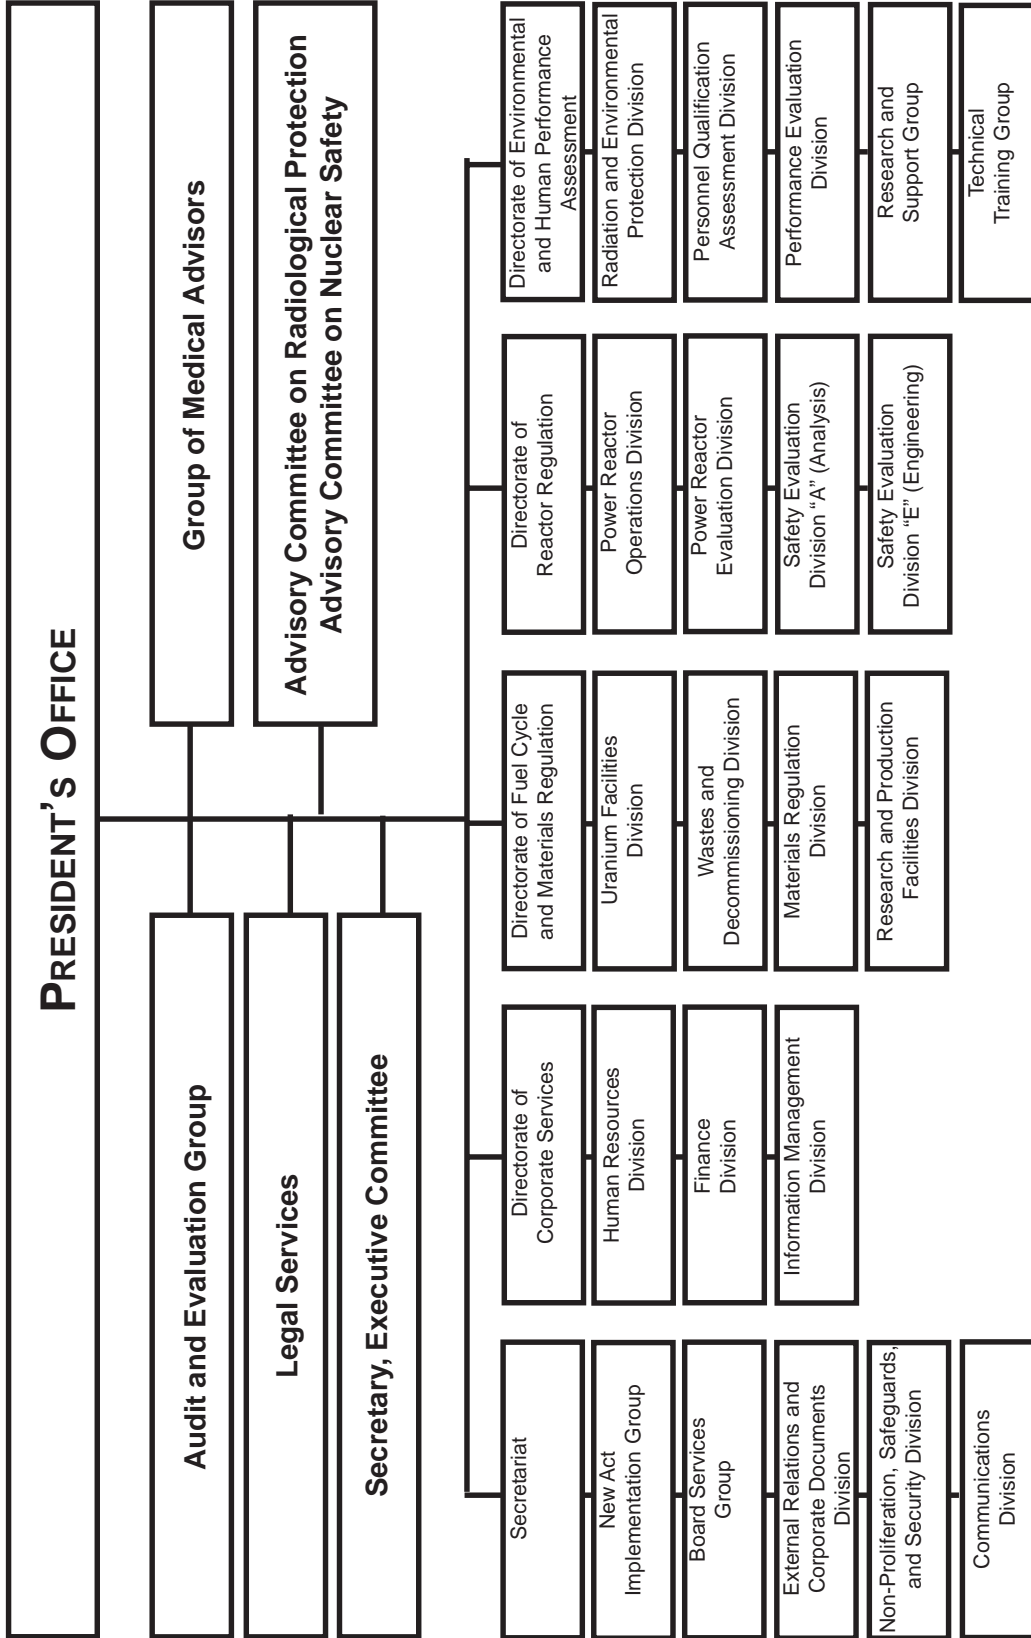 PRESIDENT'S OFFICE
Audit and Evaluation Group
Legal Services
Secretary, Executive Committee
Group of Medical Advisors
Advisory Committee on Radiological Protection
Advisory Committee on Nuclear Safety
Secretariat
New Act
Implementation Group
Board Services
Group
External Relations and
Corporate Documents
Division
Non-Proliferation, Safeguards,
and Security Division
Communications
Division
Directorate of
Corporate Services
Human Resources
Division
Finance
Division
Information Management
Division
Directorate of Fuel Cycle
and Materials Regulation
Uranium Facilities
Division
Wastes and
Decommissioning Division
Materials Regulation
Division
Research and Production
Facilities Division
Directorate of
Reactor Regulation
Power Reactor
Operations Division
Power Reactor
Evaluation Division
Safety Evaluation
Division “A” (Analysis)
Safety Evaluation
Division “E” (Engineering)
Directorate of Environmental
and Human Performance
Assessment
Radiation and Environmental
Protection Division
Personnel Qualification
Assessment Division
Performance Evaluation
Division
Research and
Support Group
Technical
Training Group